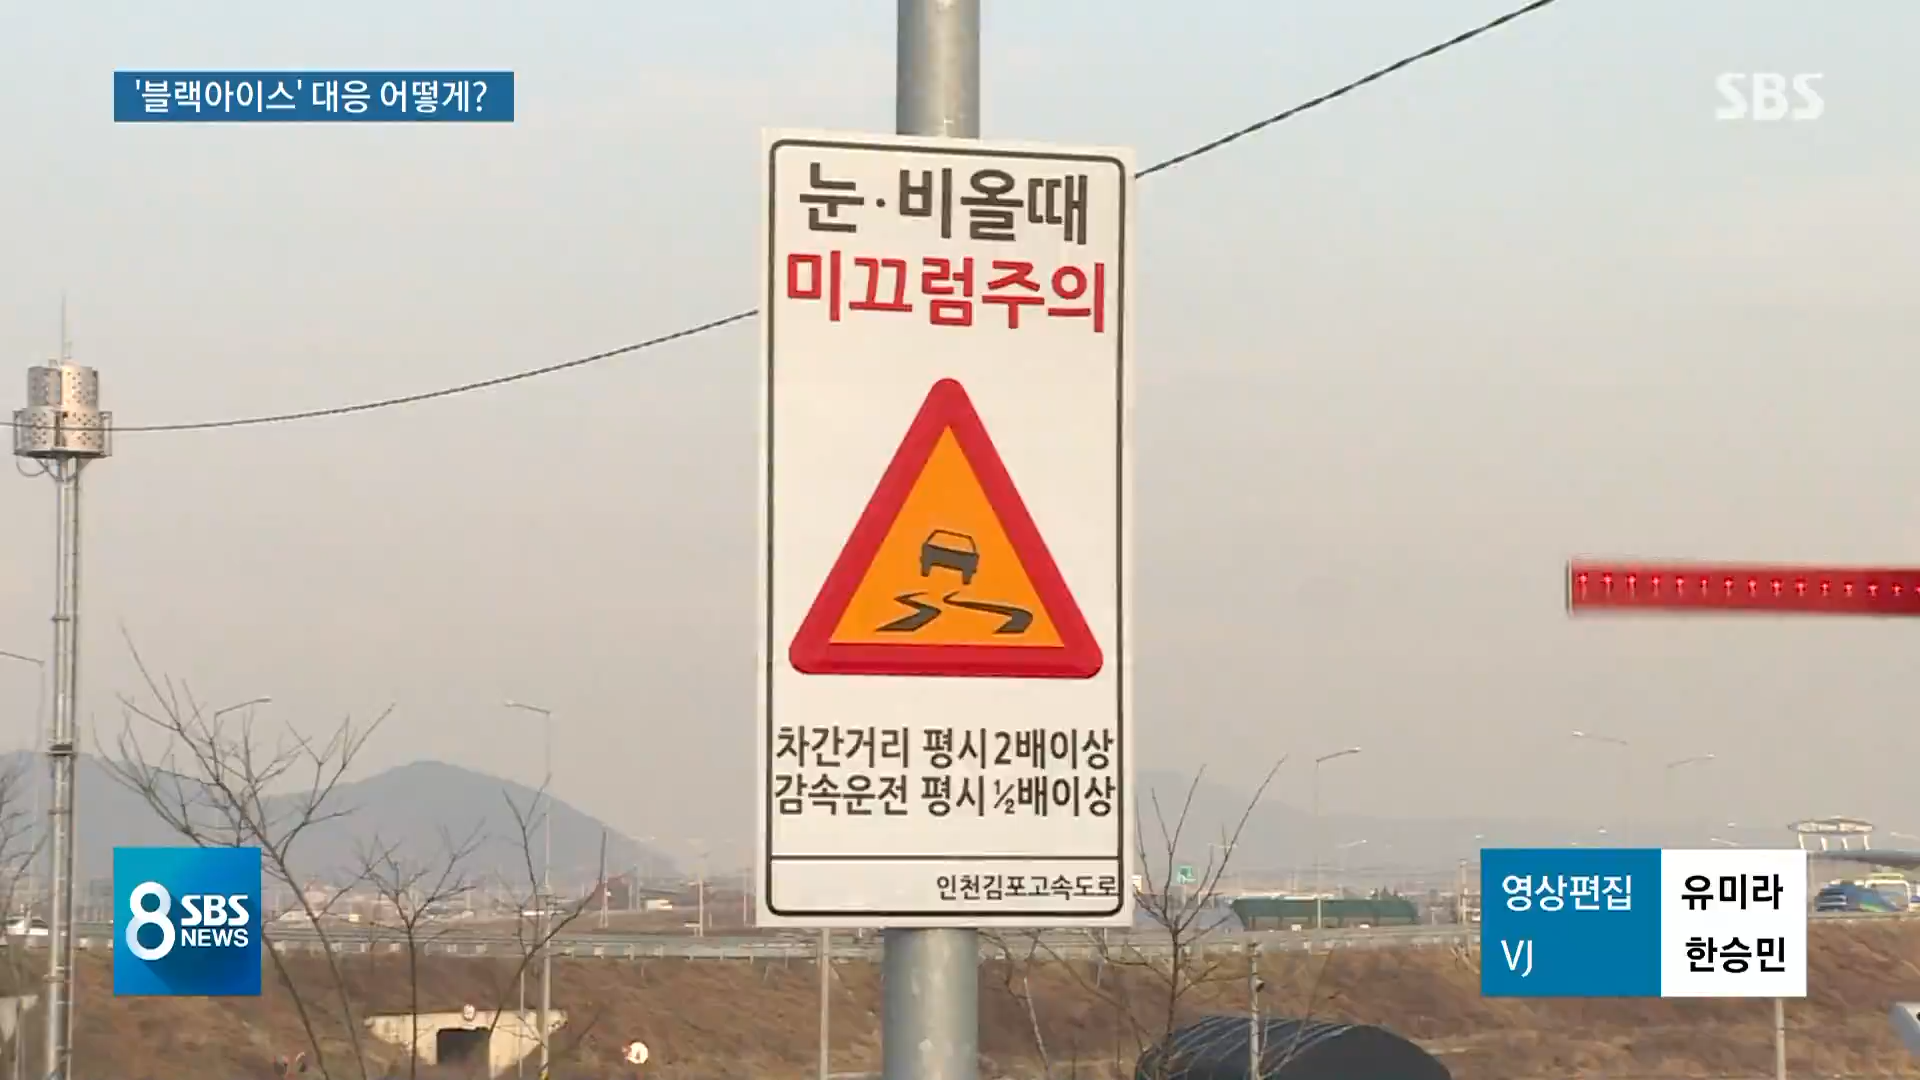 '블랙아이스' 대응 어떻게?
SBS
눈·비올때
미끄럼주의
차간거리 평시2배이상
감속운전 평시½배이상
인천김포고속도로
8 SBS
NEWS
영상편집 유미라
VJ 한승민